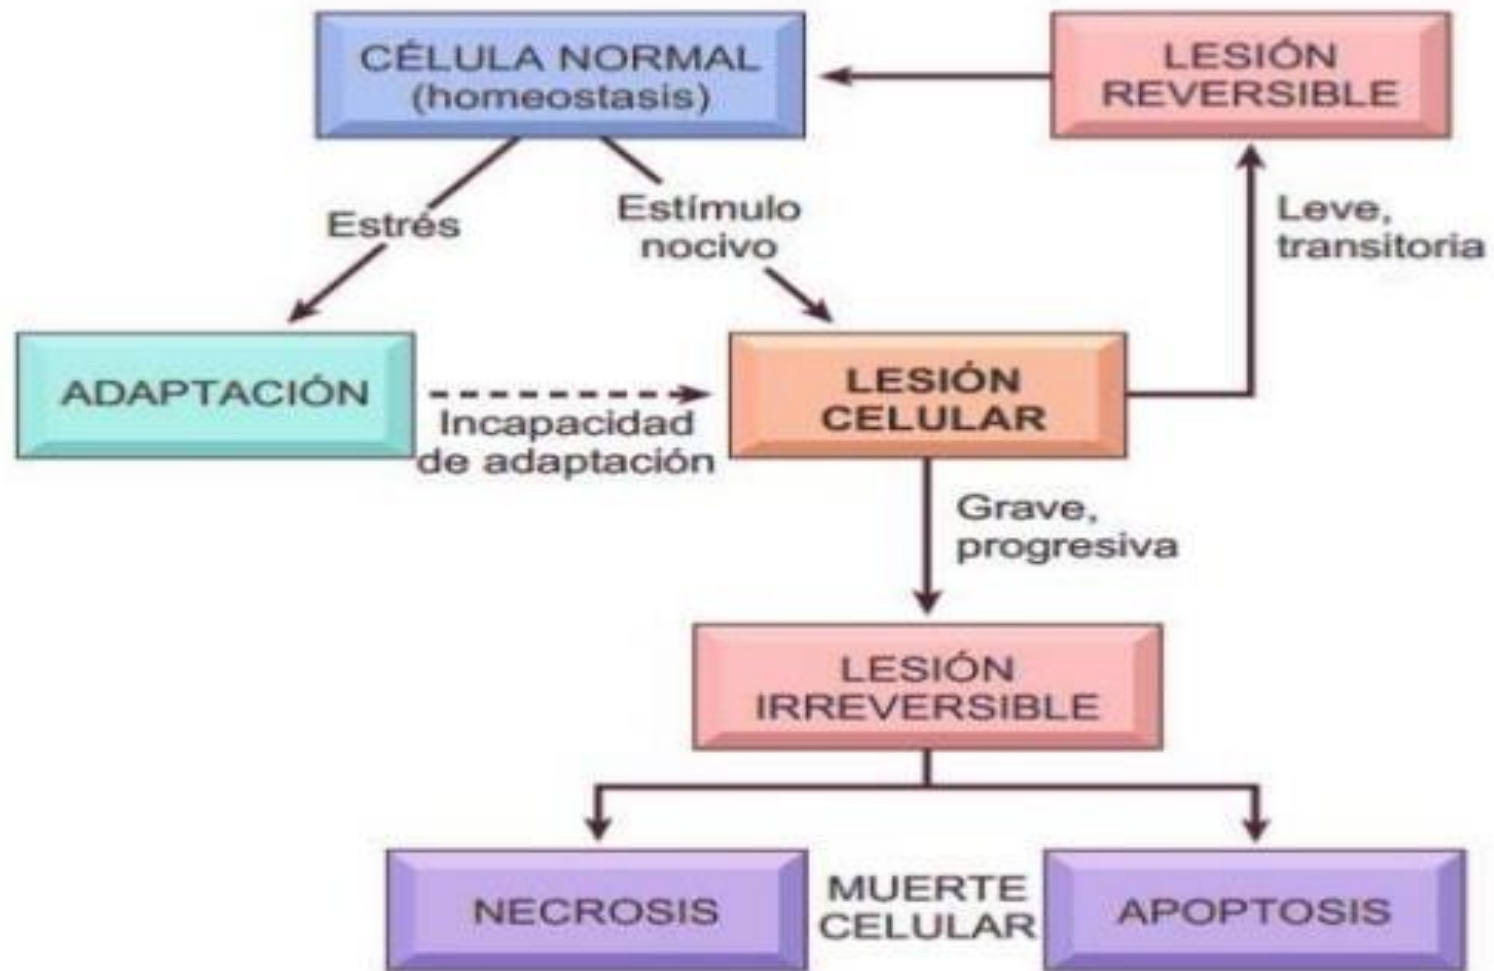 CÉLULA NORMAL
(homeostasis)
LESIÓN
REVERSIBLE
Estrés
Estímulo
nocivo
Leve,
transitoria
ADAPTACIÓN
Incapacidad
de adaptación
LESIÓN
CELULAR
Grave,
progresiva
LESIÓN
IRREVERSIBLE
NECROSIS
MUERTE
CELULAR
APOPTOSIS